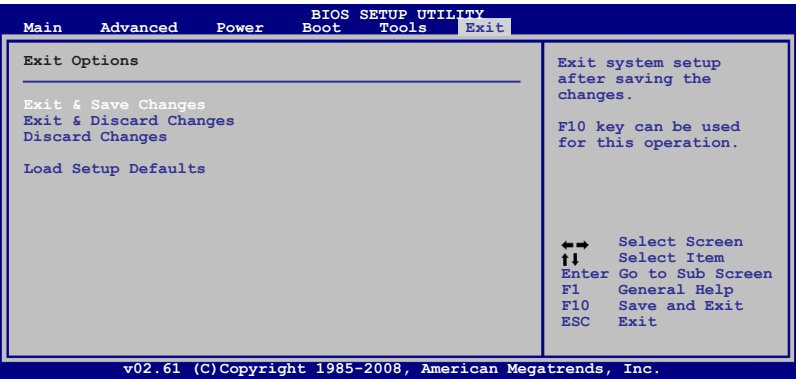 BIOS SETUP UTILITY
Main Advanced Power Boot Tools Exit
Exit Options
Exit & Save Changes
Exit & Discard Changes
Discard Changes
Load Setup Defaults
Exit system setup
after saving the
changes.
F10 key can be used
for this operation.
←→ Select Screen
↑↓ Select Item
Enter Go to Sub Screen
F1 General Help
F10 Save and Exit
ESC Exit
v02.61 (C)Copyright 1985-2008, American Megatrends, Inc.